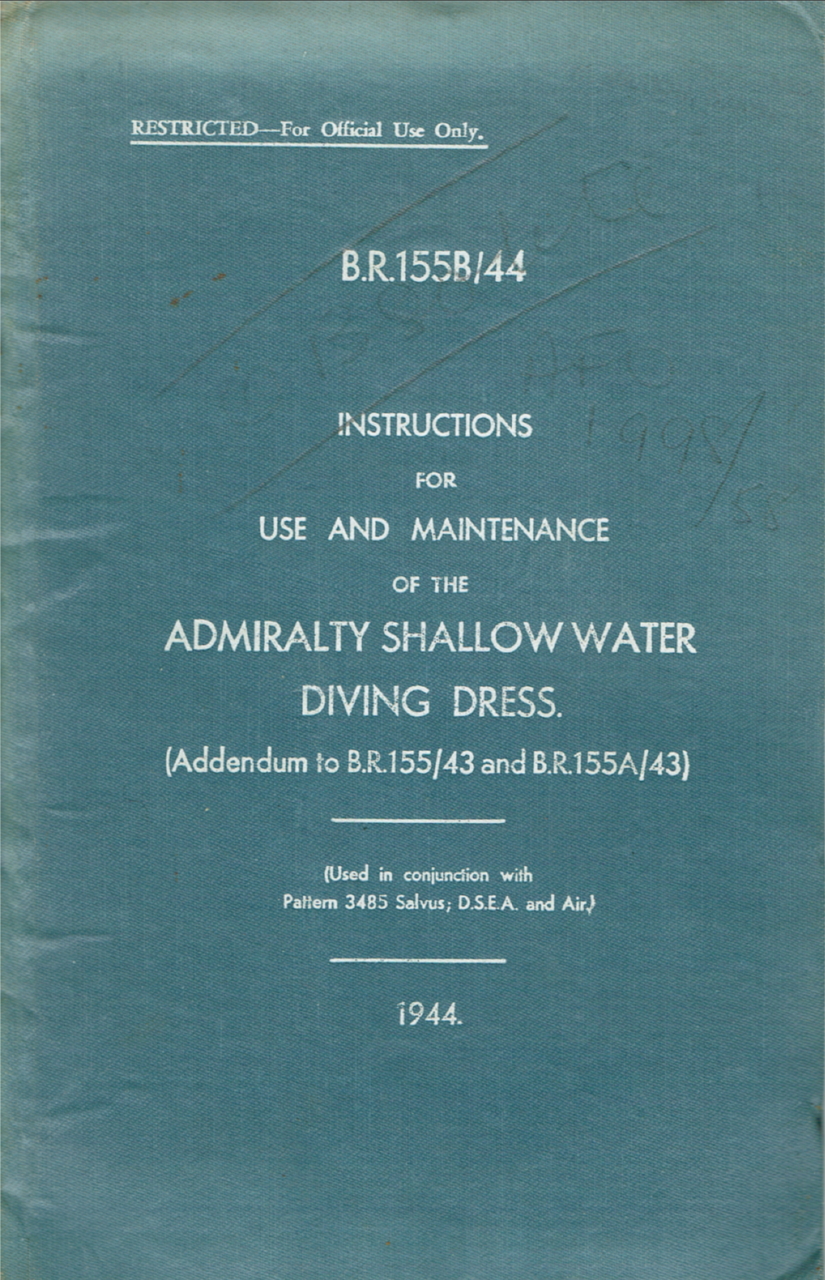 RESTRICTED—For Official Use Only.
B.R.155B/44
INSTRUCTIONS
FOR
USE AND MAINTENANCE
OF THE
ADMIRALTY SHALLOW WATER
DIVING DRESS.
(Addendum to B.R.155/43 and B.R.155A/43)
(Used in conjunction with
Pattern 3485 Salvus; D.S.E.A. and Air.)
1944.